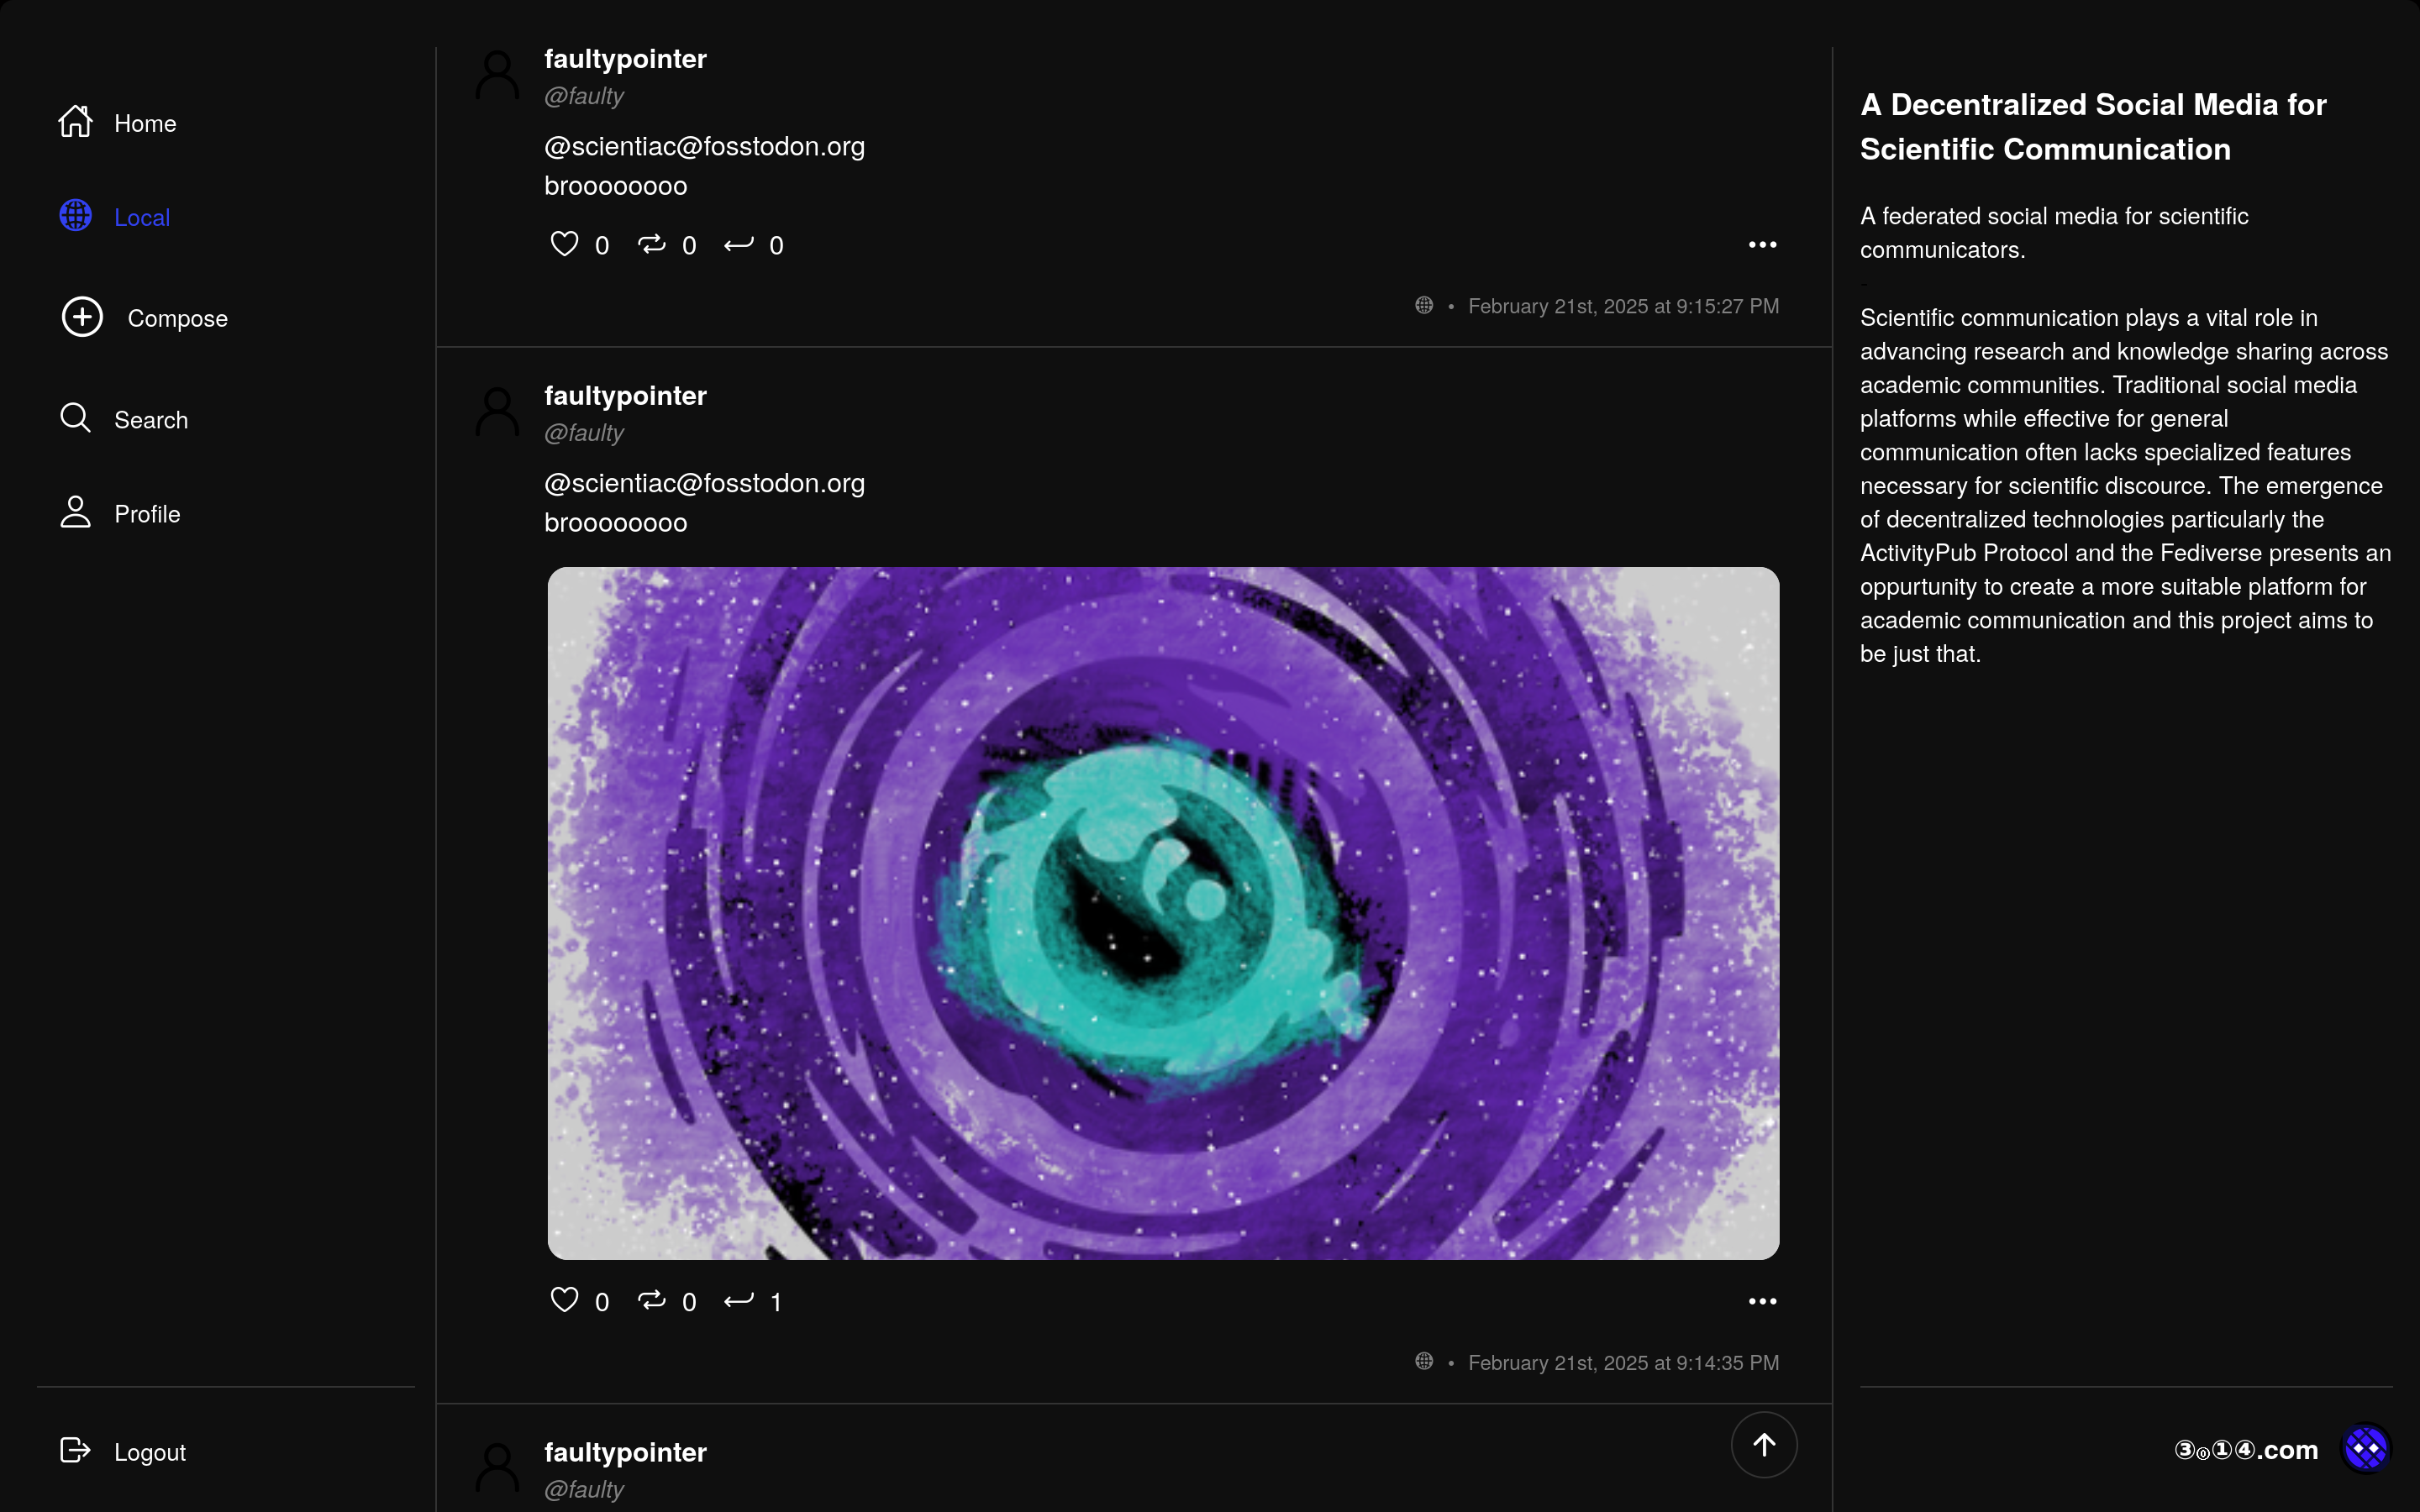 Home
Local
Compose
Search
Profile
Logout
faultypointer
@faulty
@scientiac@fosstodon.org
broooooooo
0 0 0
February 21st, 2025 at 9:15:27 PM
faultypointer
@faulty
@scientiac@fosstodon.org
broooooooo
0 0 1
February 21st, 2025 at 9:14:35 PM
faultypointer
@faulty
A Decentralized Social Media for
Scientific Communication
A federated social media for scientific
communicators.
-
Scientific communication plays a vital role in
advancing research and knowledge sharing across
academic communities. Traditional social media
platforms while effective for general
communication often lacks specialized features
necessary for scientific discource. The emergence
of decentralized technologies particularly the
ActivityPub Protocol and the Fediverse presents an
oppurtunity to create a more suitable platform for
academic communication and this project aims to
be just that.
③⓪①④.com